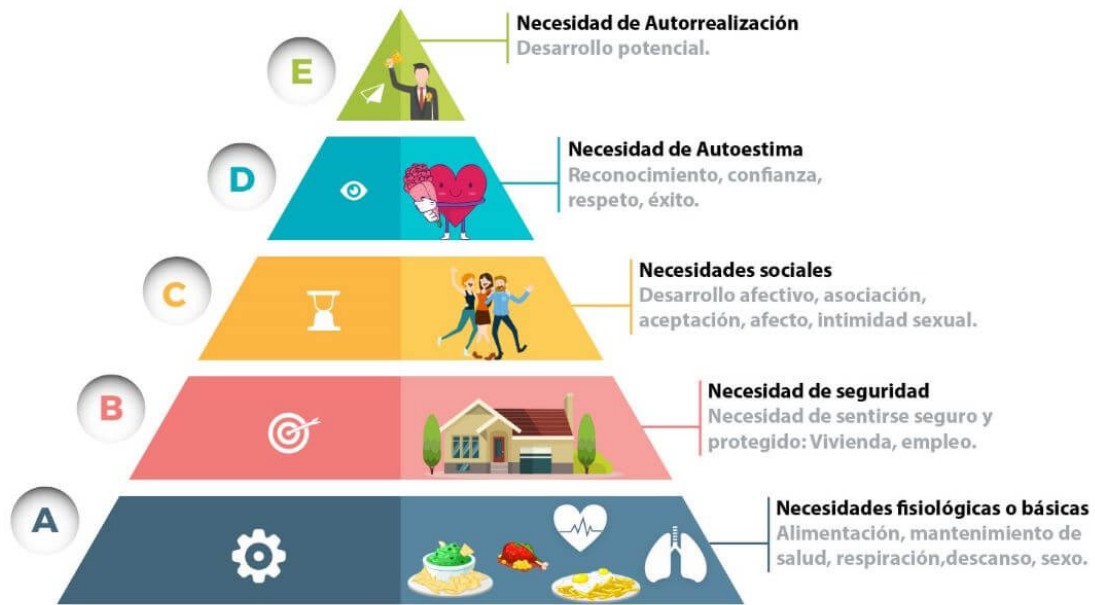 E
Necesidad de Autorrealización
Desarrollo potencial.
D
Necesidad de Autoestima
Reconocimiento, confianza,
respeto, éxito.
C
Necesidades sociales
Desarrollo afectivo, asociación,
aceptación, afecto, intimidad sexual.
B
Necesidad de seguridad
Necesidad de sentirse seguro y
protegido: Vivienda, empleo.
A
Necesidades fisiológicas o básicas
Alimentación, mantenimiento de
salud, respiración,descanso, sexo.